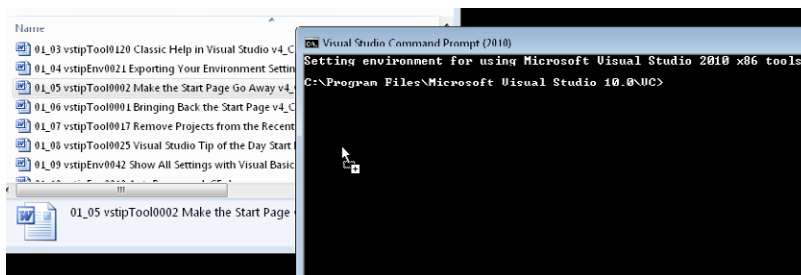 Name
01_03 vstipTool0120 Classic Help in Visual Studio v4_C
01_04 vstipEnv0021 Exporting Your Environment Settin
01_05 vstipTool0002 Make the Start Page Go Away v4_
01_06 vstipTool0001 Bringing Back the Start Page v4_C
01_07 vstipTool0017 Remove Projects from the Recent
01_08 vstipTool0025 Visual Studio Tip of the Day Start
01_09 vstipEnv0042 Show All Settings with Visual Basic
01_05 vstipTool0002 Make the Start Page
Visual Studio Command Prompt (2010)
Setting environment for using Microsoft Visual Studio 2010 x86 tools
C:\Program Files\Microsoft Visual Studio 10.0\VC>